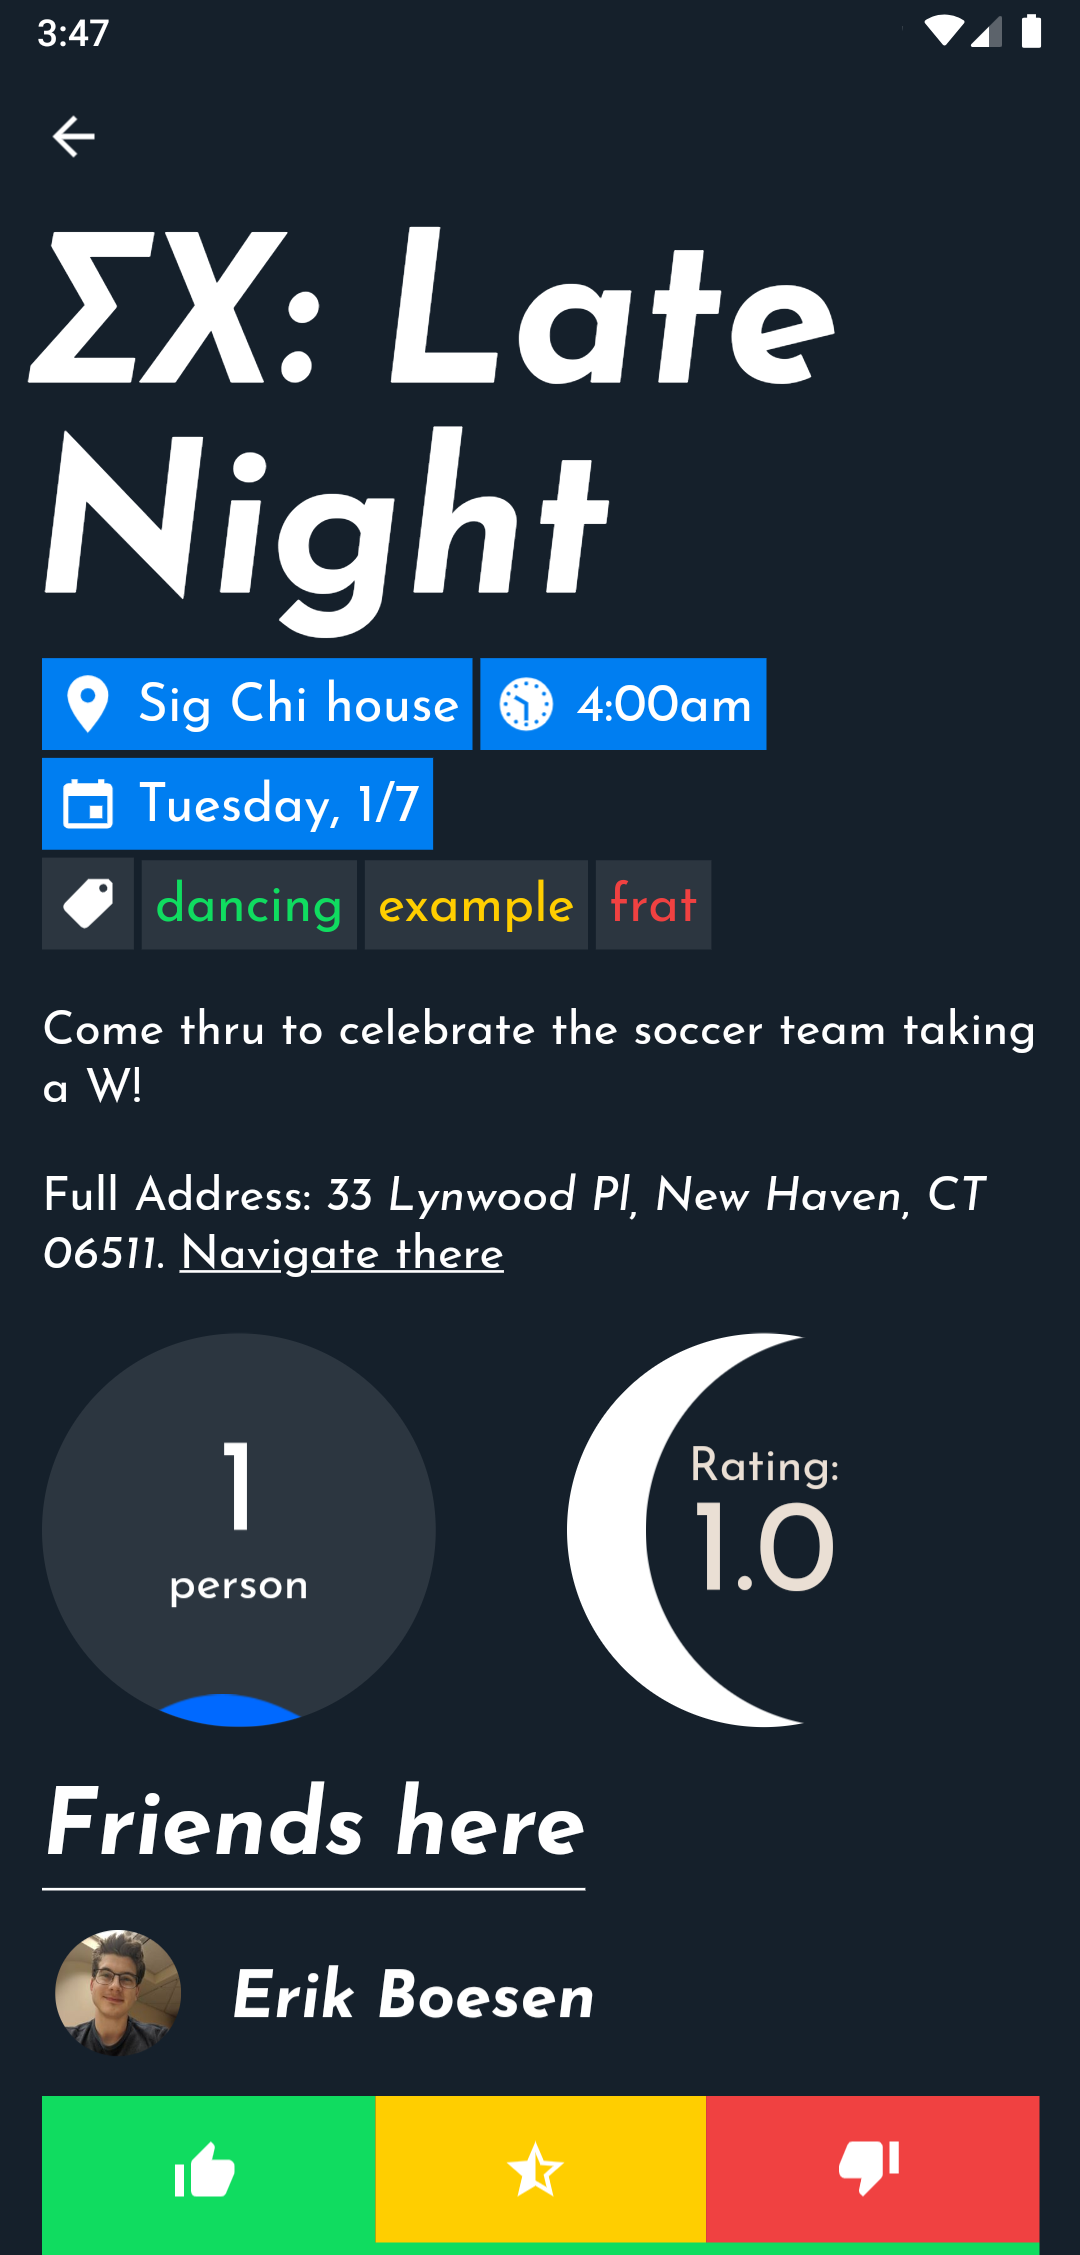 3:47
ΣX: Late
Night
Sig Chi house 4:00am
Tuesday, 1/7
dancing example frat
Come thru to celebrate the soccer team taking
a W!
Full Address: 33 Lynwood Pl, New Haven, CT
06511. Navigate there
1
person
Rating:
1.0
Friends here
Erik Boesen